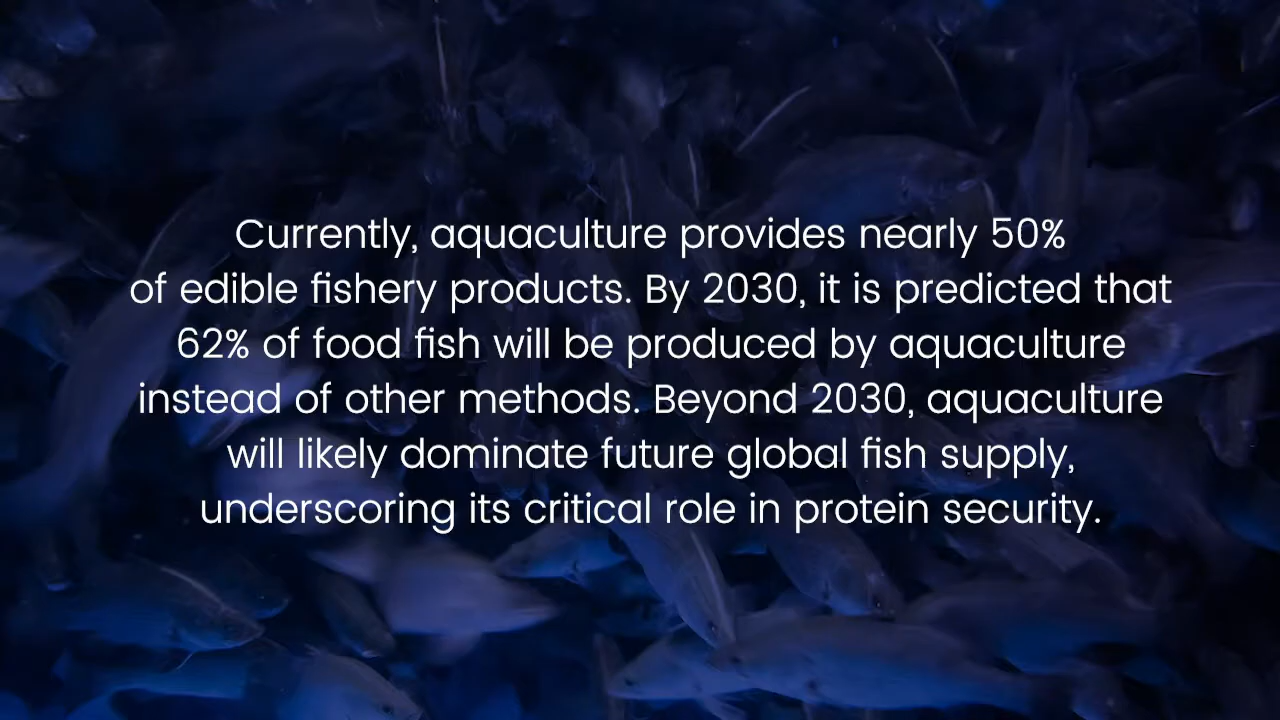 Currently, aquaculture provides nearly 50%
of edible fishery products. By 2030, it is predicted that
62% of food fish will be produced by aquaculture
instead of other methods. Beyond 2030, aquaculture
will likely dominate future global fish supply,
underscoring its critical role in protein security.